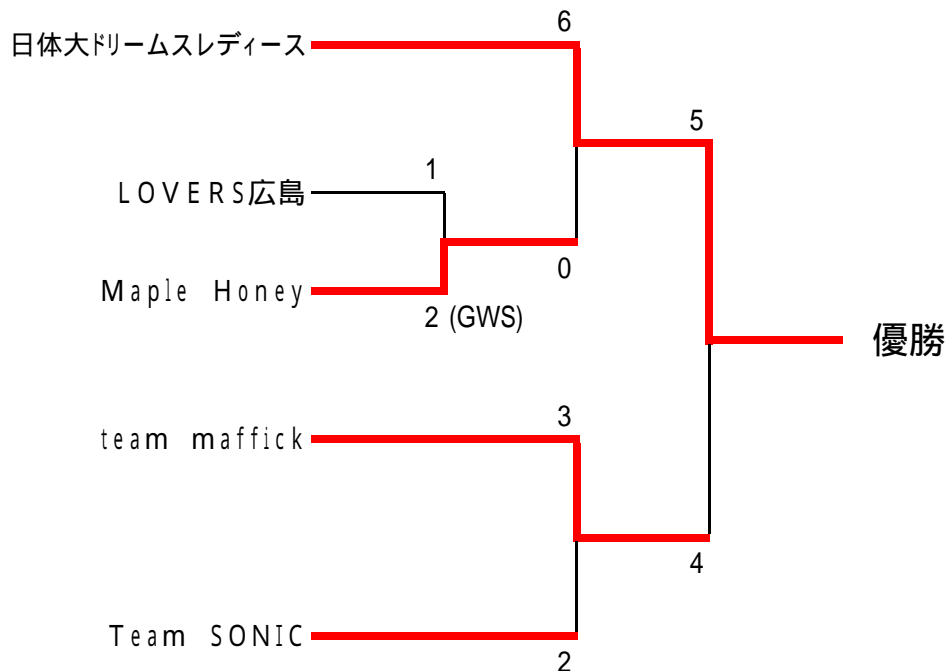 6
日体大ドリームスレディース
5
1
LOVERS広島
0
Maple Honey
2 (GWS)
優勝
3
team maffick
4
Team SONIC
2